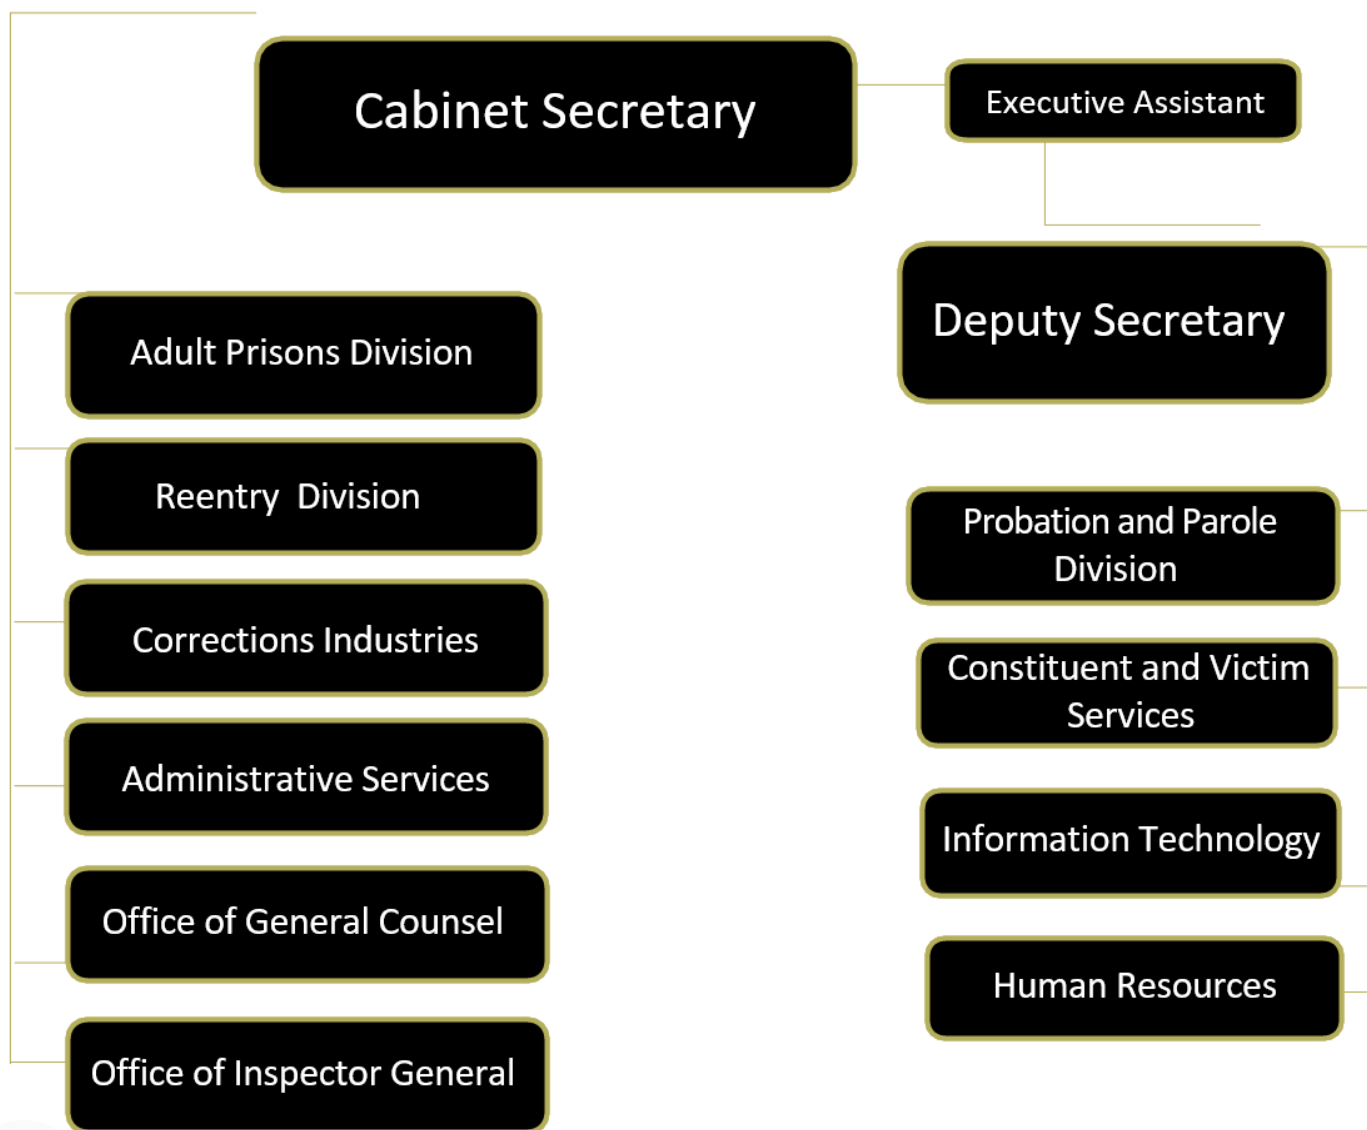 Cabinet Secretary
Executive Assistant
Deputy Secretary
Adult Prisons Division
Reentry  Division
Corrections Industries
Administrative Services
Office of General Counsel
Office of Inspector General
Probation and Parole
Division
Constituent and Victim
Services
Information Technology
Human Resources